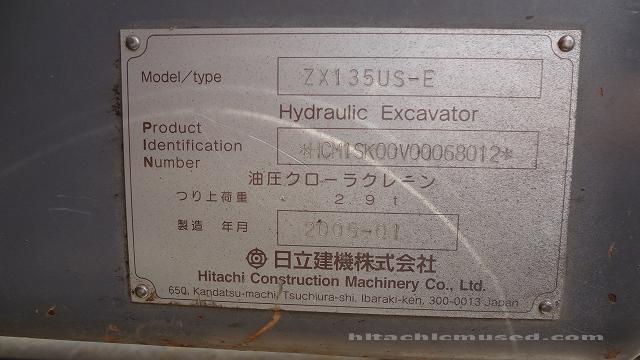 Model/type ZX135US-E
Hydraulic Excavator
Product
Identification
Number *HCM1SK00V00068012*
油圧クローラクレーン
つり上荷重 2.9 t
製造 年月 2005-01
日立建機株式会社
Hitachi Construction Machinery Co., Ltd.
650, Kandatsu-machi, Tsuchiura-shi, Ibaraki-ken, 300-0013 Japan
hitachicmused.com